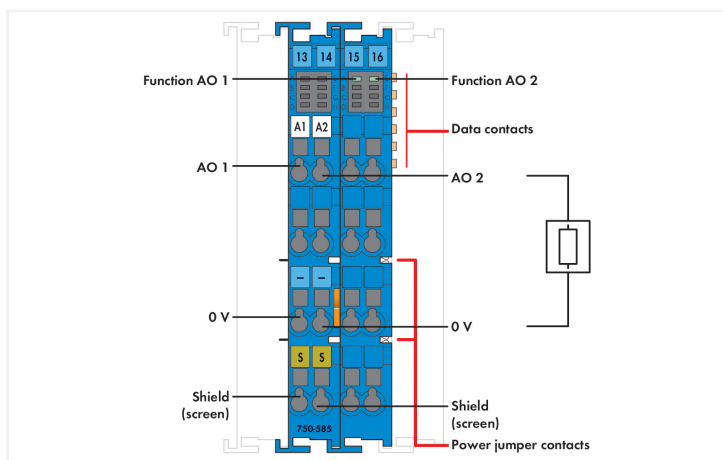 13 14 15 16
Function AO 1
Function AO 2
A1 A2
Data contacts
AO 1
AO 2
– –
0 V
0 V
S S
Shield
(screen)
Shield
(screen)
750-585
Power jumper contacts